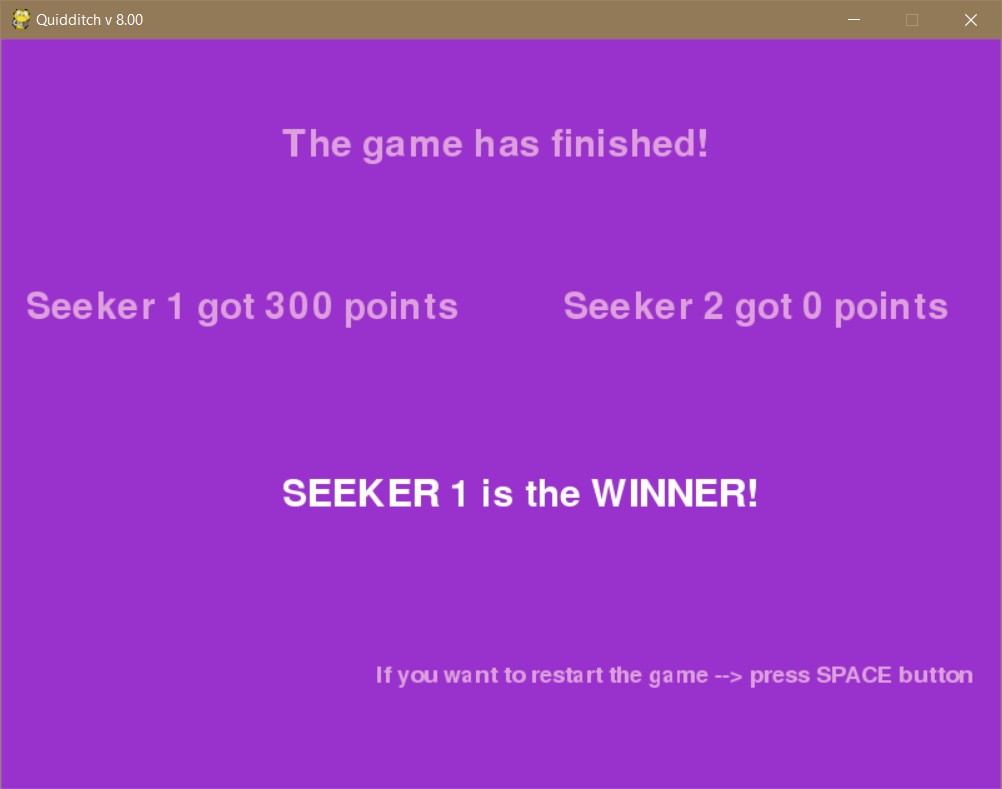 Quidditch v 8.00
The game has finished!
Seeker 1 got 300 points
Seeker 2 got 0 points
SEEKER 1 is the WINNER!
If you want to restart the game --> press SPACE button